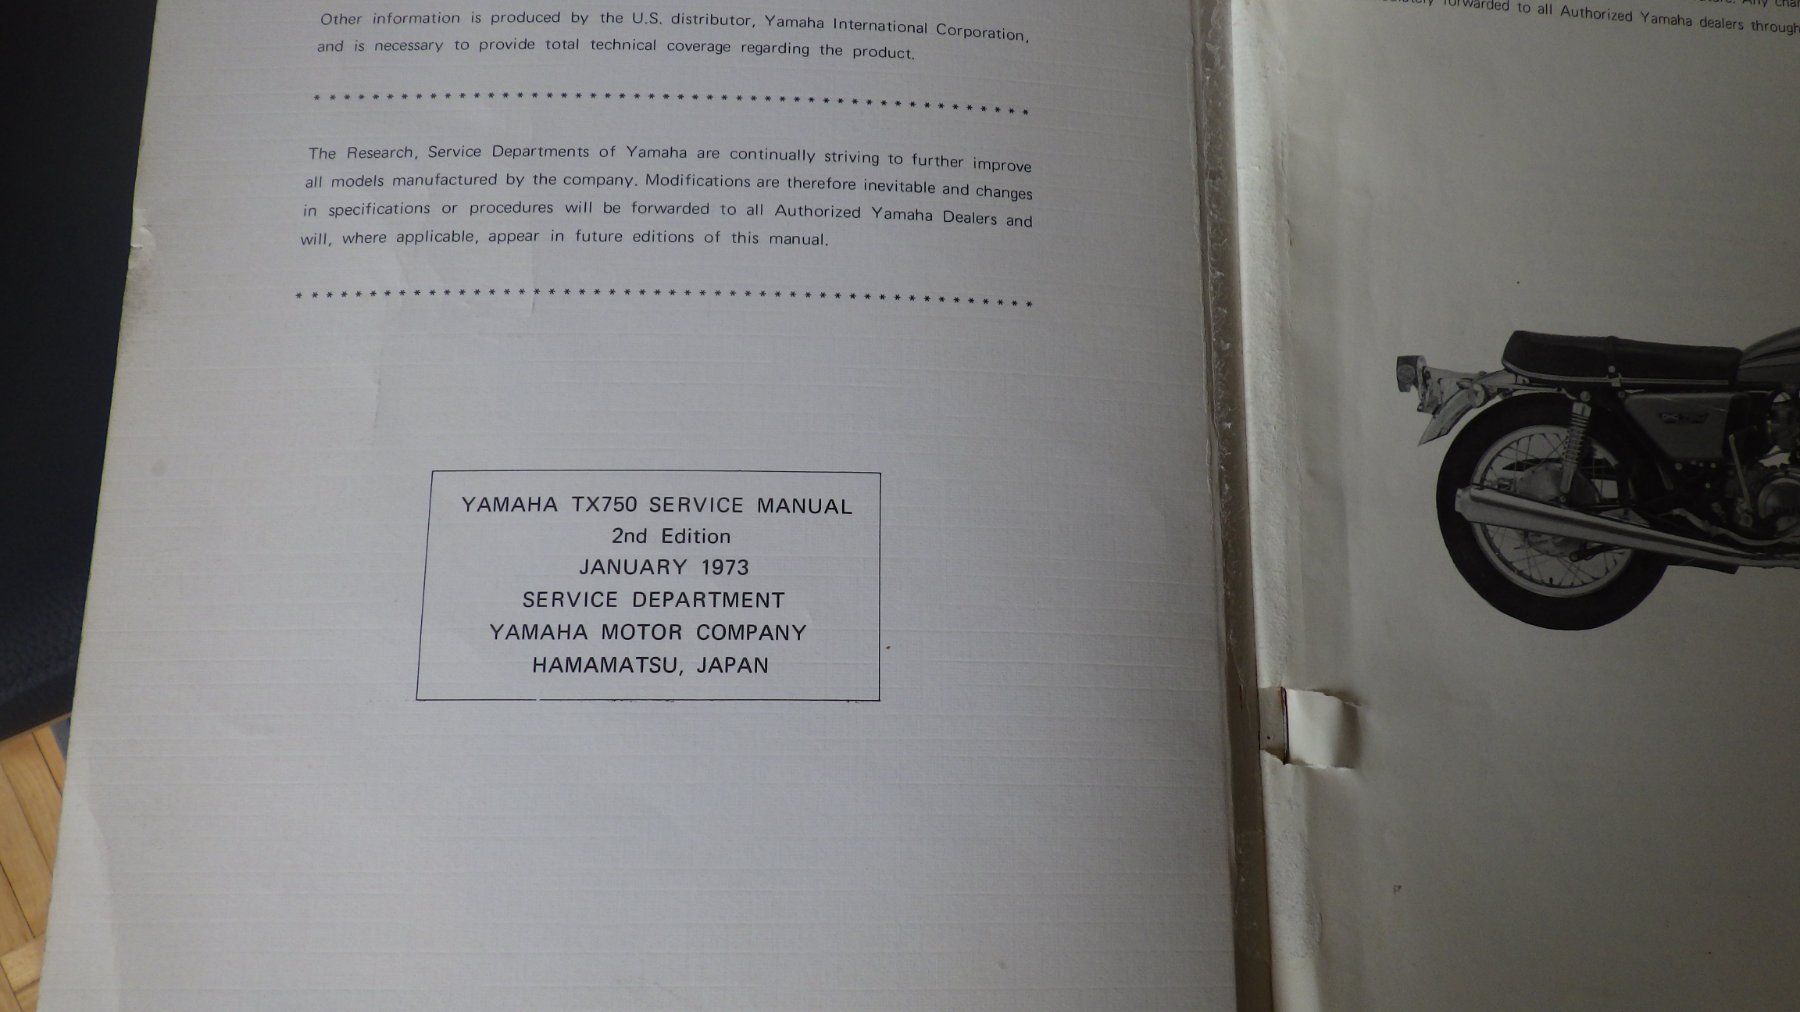 Other information is produced by the U.S. distributor, Yamaha International Corporation,
and is necessary to provide total technical coverage regarding the product.
* * * * * * * * * * * * * * * * * * * * * * * * * * * * * * * * * * * * * * * * * * * * * * * * * *
The Research, Service Departments of Yamaha are continually striving to further improve
all models manufactured by the company. Modifications are therefore inevitable and changes
in specifications or procedures will be forwarded to all Authorized Yamaha Dealers and
will, where applicable, appear in future editions of this manual.
* * * * * * * * * * * * * * * * * * * * * * * * * * * * * * * * * * * * * * * * * * * * * * * * * *
YAMAHA TX750 SERVICE MANUAL
2nd Edition
JANUARY 1973
SERVICE DEPARTMENT
YAMAHA MOTOR COMPANY
HAMAMATSU, JAPAN
Any
forwarded to all Authorized Yamaha dealers through